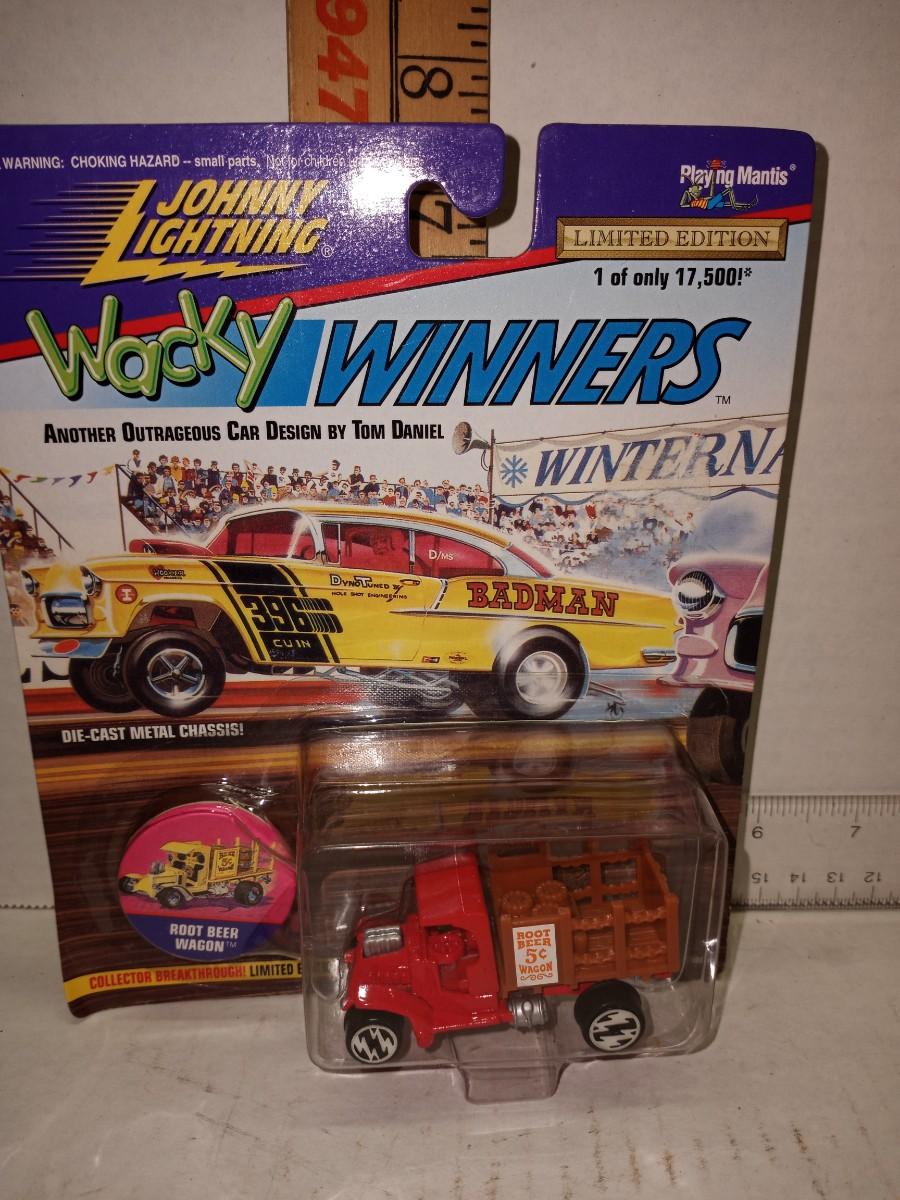 947
8
7
WARNING: CHOKING HAZARD -- small parts, Not for children
JOHNNY
LIGHTNING®
Playing Mantis®
LIMITED EDITION
1 of only 17,500!*
Wacky WINNERS™
ANOTHER OUTRAGEOUS CAR DESIGN BY TOM DANIEL
WINTERNA
D/MS
DYNO TUNED
HOLE SHOT ENGINEERING
BADMAN
396
CU IN
DIE-CAST METAL CHASSIS!
ROOT BEER
WAGON™
COLLECTOR BREAKTHROUGH! LIMITED E
ROOT
BEER
5¢
WAGON
6 7
15 14 13 12